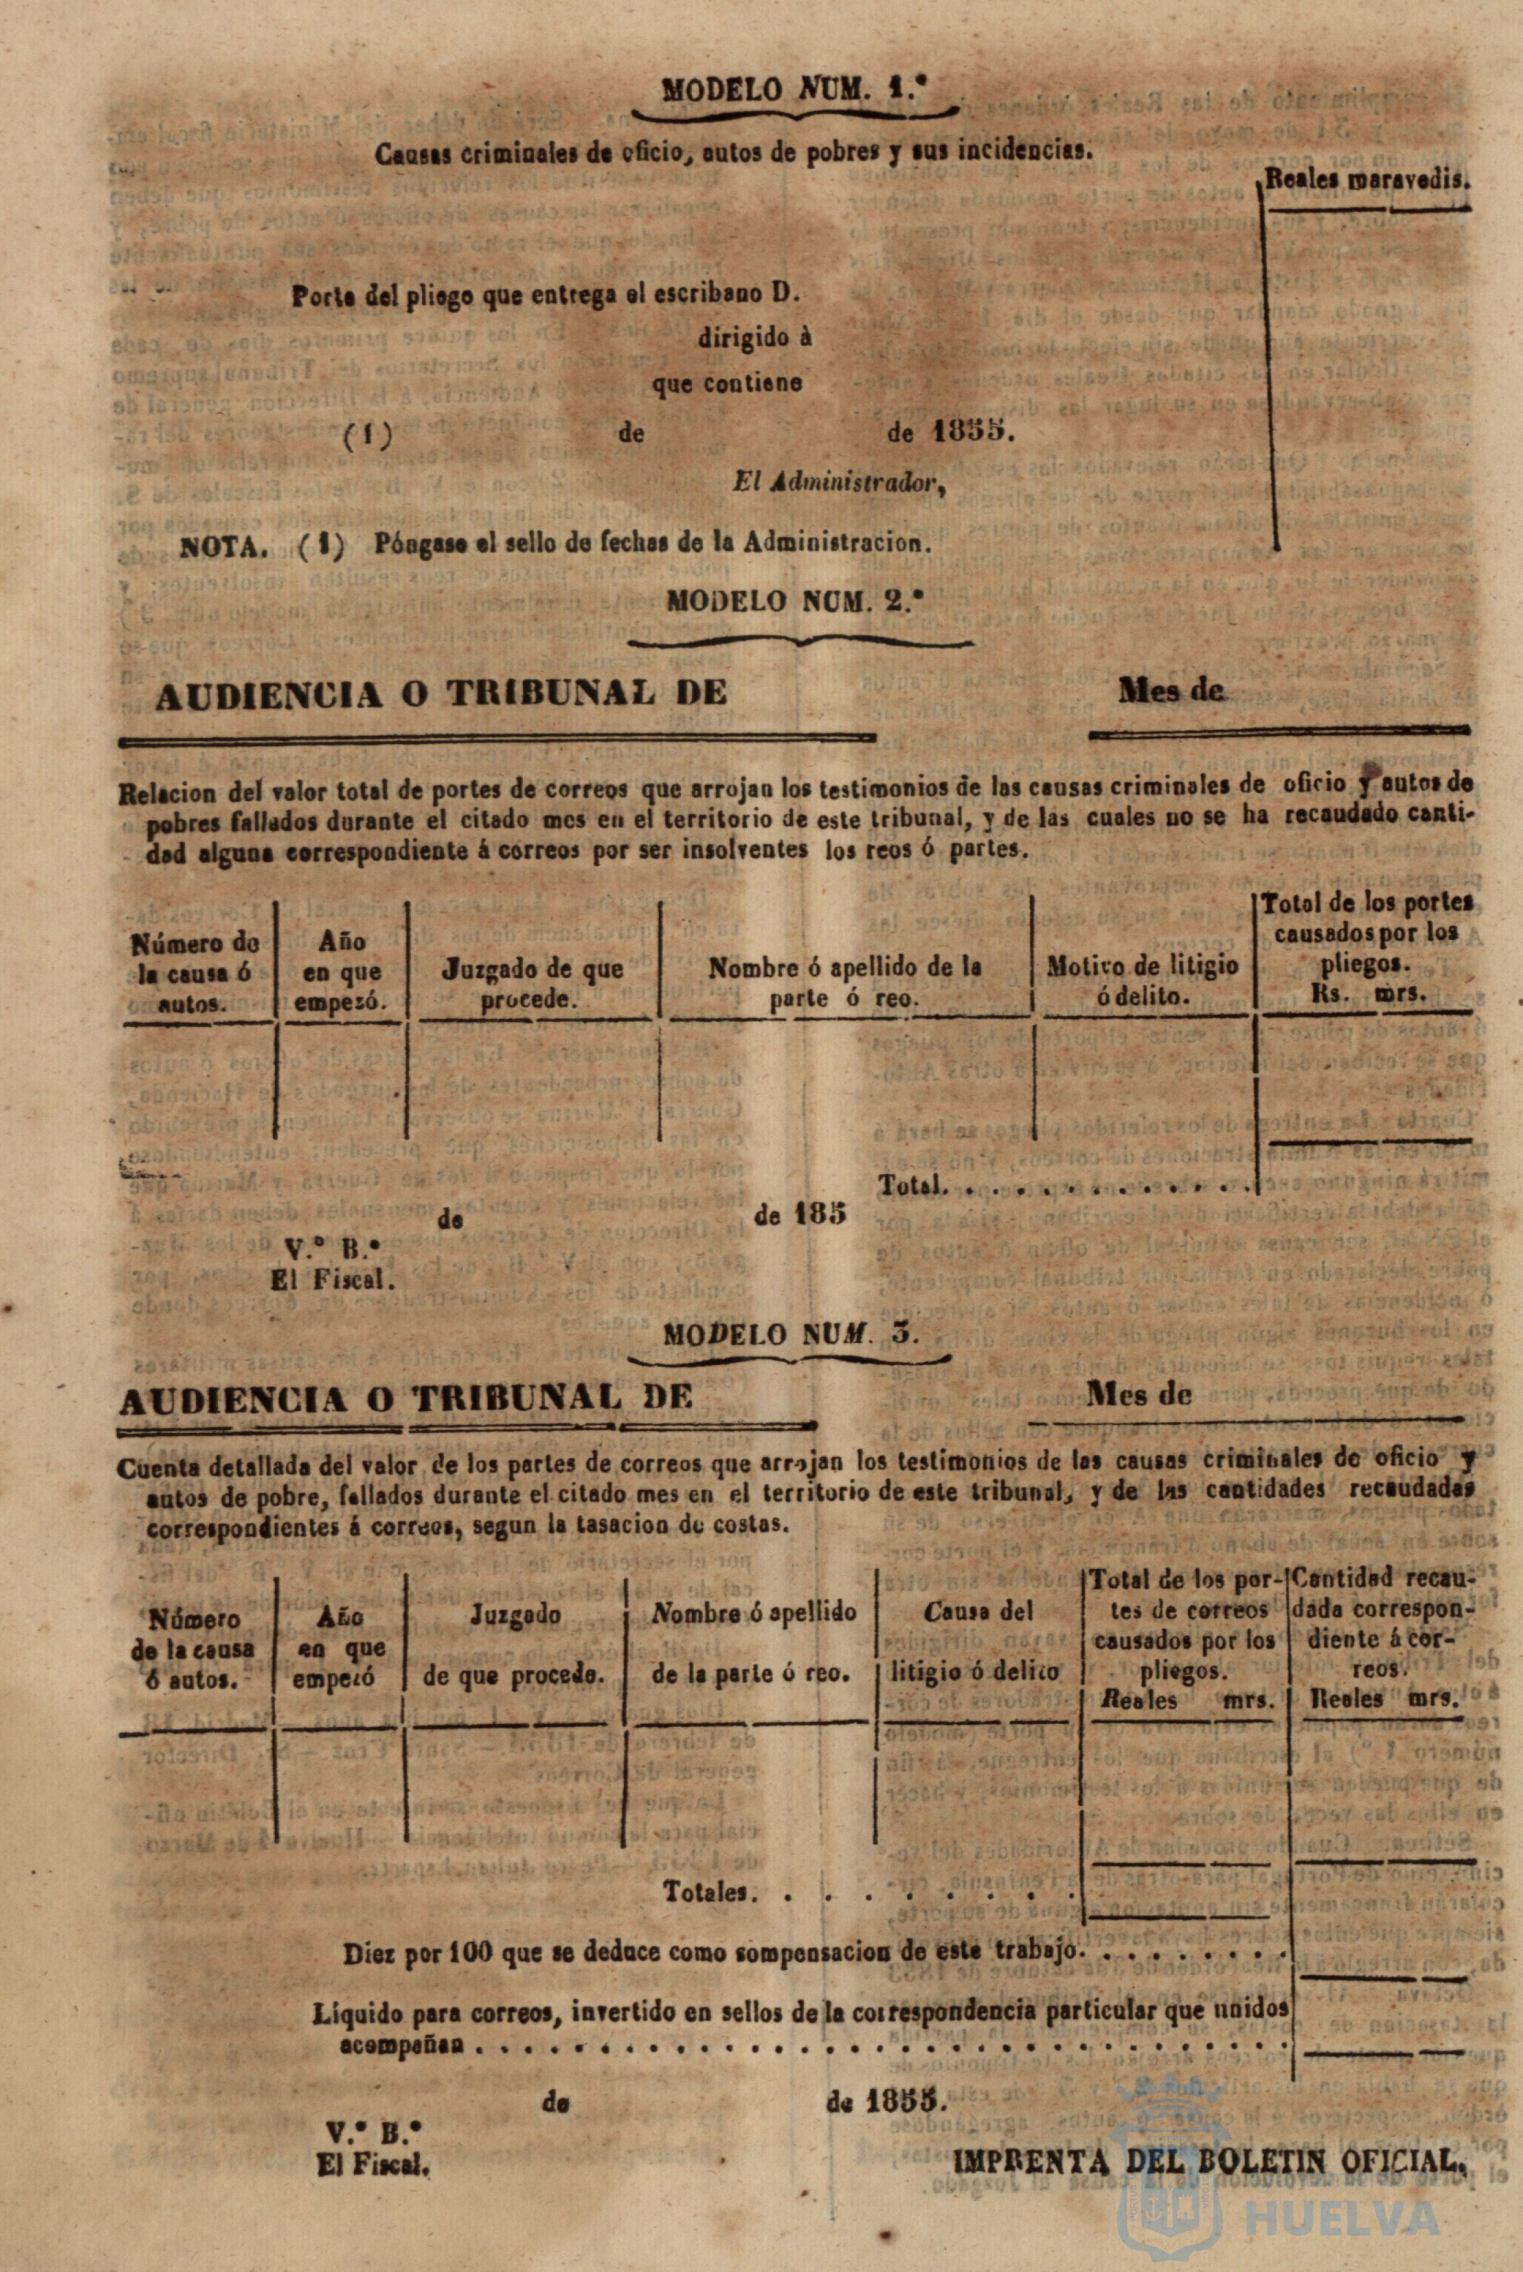 MODELO NUM. 1.º
Causas criminales de oficio, autos de pobres y sus incidencias.
Reales maravedis.
Porte del pliego que entrega el escribano D.
dirigido à
que contiene
(1) de de 1855.
El Administrador,
NOTA. (1) Póngase el sello de fechas de la Administracion.
MODELO NUM. 2.º
AUDIENCIA O TRIBUNAL DE Mes de
Relacion del valor total de portes de correos que arrojan los testimonios de las causas criminales de oficio y autos de
pobres fallados durante el citado mes en el territorio de este tribunal, y de las cuales no se ha recaudado canti-
dad alguna correspondiente á correos por ser insolventes los reos ó partes.
Número de
la causa ó
autos.
Año
en que
empezó.
Juzgado de que
procede.
Nombre ó apellido de la
parte ó reo.
Motivo de litigio
ó delito.
Total de los portes
causados por los
pliegos.
Rs. mrs.
Total. . . . . . . . . . . . .
de de 185
V.º B.º
El Fiscal.
MODELO NUM. 3.
AUDIENCIA O TRIBUNAL DE Mes de
Cuenta detallada del valor de los partes de correos que arrojan los testimonios de las causas criminales de oficio y
autos de pobre, fallados durante el citado mes en el territorio de este tribunal, y de las cantidades recaudadas
correspondientes á correos, segun la tasacion de costas.
Número
de la causa
ó autos.
Año
en que
empezó
Juzgado
de que procede.
Nombre ó apellido
de la parte ó reo.
Causa del
litigio ó delito
Total de los por-
tes de correos
causados por los
pliegos.
Reales mrs.
Cantidad recau-
dada correspon-
diente á cor-
reos.
Reales mrs.
Totales. . . . . . . . .
Diez por 100 que se deduce como compensacion de este trabajo. . . . . . . . .
Líquido para correos, invertido en sellos de la correspondencia particular que unidos
acompañan . . . . . . . . . . . . . . . . . . . . . . . . . . . . . . . . .
de de 1855.
V.º B.º
El Fiscal.
IMPRENTA DEL BOLETIN OFICIAL.
HUELVA